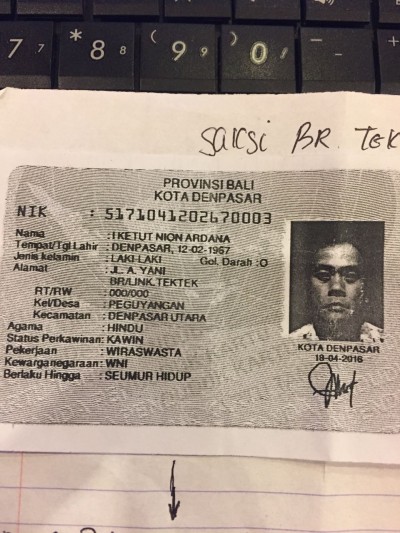 7 7 * 8 8 ( 9 9 ) 0
saksi BR. TEK
PROVINSI BALI
KOTA DENPASAR
NIK : 5171041202670003
Nama : I KETUT NION ARDANA
Tempat/Tgl Lahir : DENPASAR, 12-02-1967
Jenis kelamin : LAKI-LAKI Gol. Darah : O
Alamat : JL. A. YANI
BR/LINK.TEKTEK
RT/RW : 000/000
Kel/Desa : PEGUYANGAN
Kecamatan : DENPASAR UTARA
Agama : HINDU
Status Perkawinan: KAWIN
Pekerjaan : WIRASWASTA
Kewarganegaraan: WNI
Berlaku Hingga : SEUMUR HIDUP
KOTA DENPASAR
18-04-2016